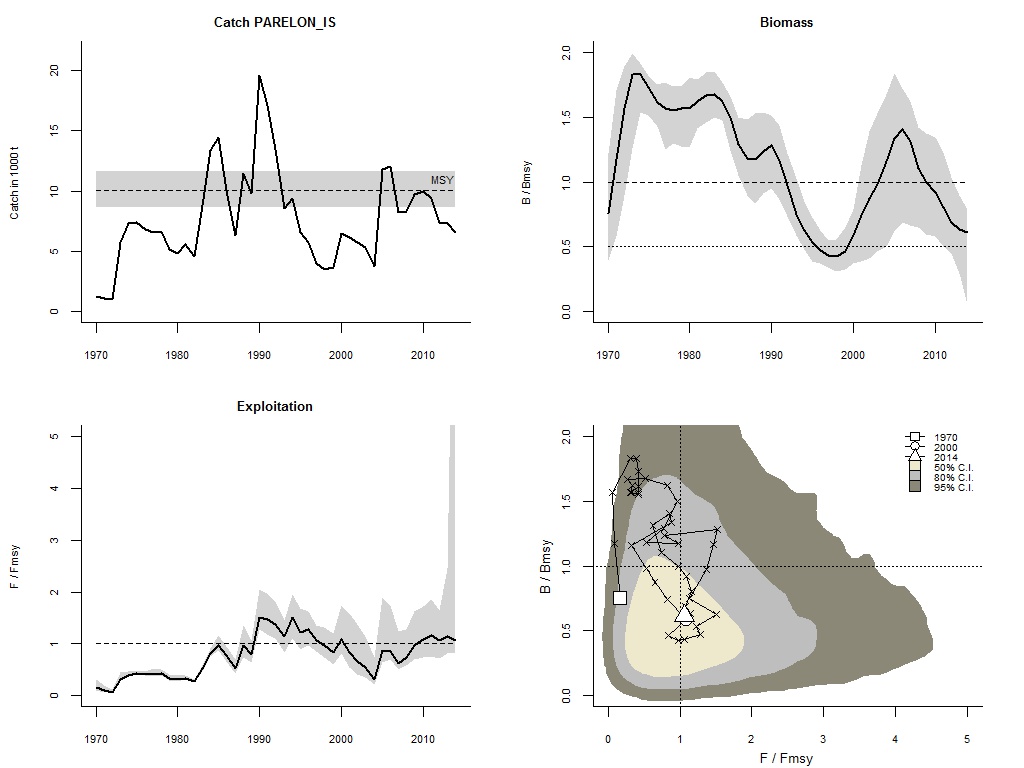 Catch PARELON_IS
Catch in 1000 t
20
15
10
5
0
MSY
1970 1980 1990 2000 2010
Biomass
B / Bmsy
2.0
1.5
1.0
0.5
0.0
1970 1980 1990 2000 2010
Exploitation
F / Fmsy
5
4
3
2
1
0
1970 1980 1990 2000 2010
B / Bmsy
2.0
1.5
1.0
0.5
0.0
1970
2000
2014
50% C.I.
80% C.I.
95% C.I.
0 1 2 3 4 5
F / Fmsy